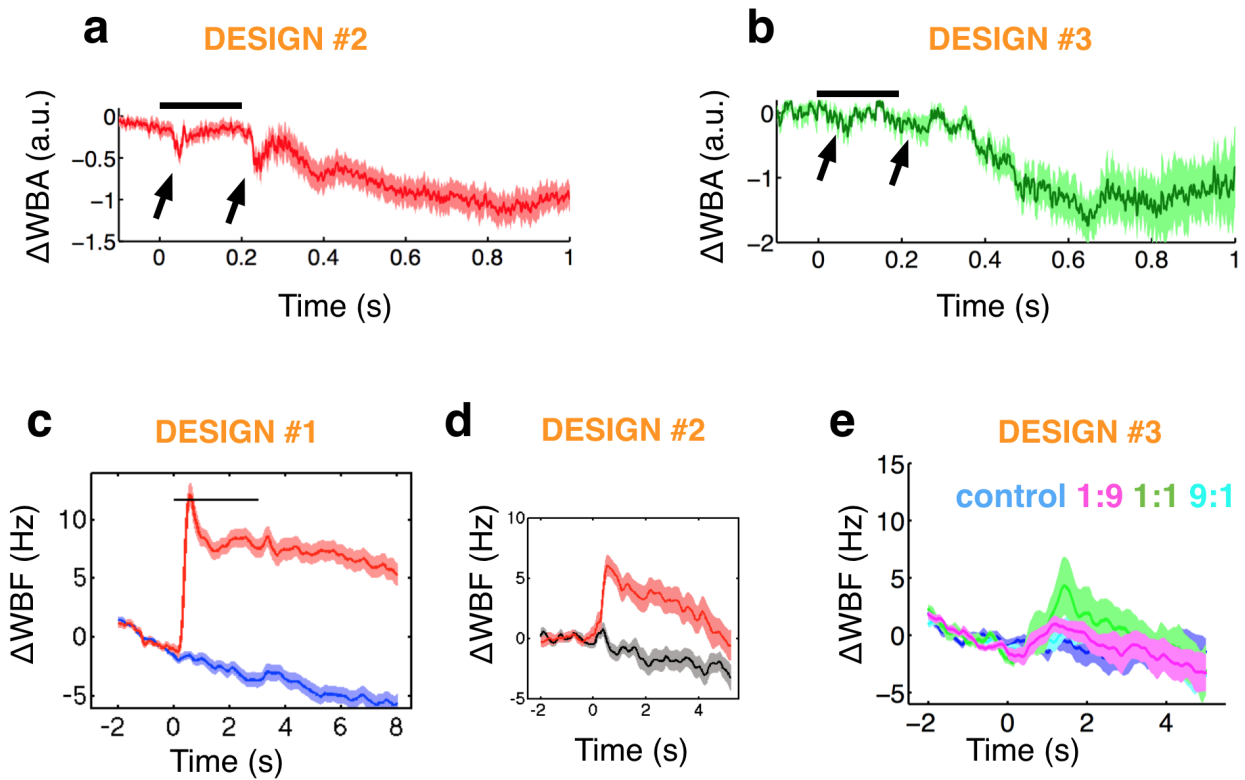 a
DESIGN #2
ΔWBA (a.u.)
0
−0.5
−1
−1.5
0 0.2 0.4 0.6 0.8 1
Time (s)
b
DESIGN #3
ΔWBA (a.u.)
0
−1
−2
0 0.2 0.4 0.6 0.8 1
Time (s)
c
DESIGN #1
ΔWBF (Hz)
10
5
0
−5
-2 0 2 4 6 8
Time (s)
d
DESIGN #2
ΔWBF (Hz)
10
5
0
-5
-2 0 2 4
Time (s)
e
DESIGN #3
control 1:9 1:1 9:1
ΔWBF (Hz)
15
10
5
0
−5
−2 0 2 4
Time (s)